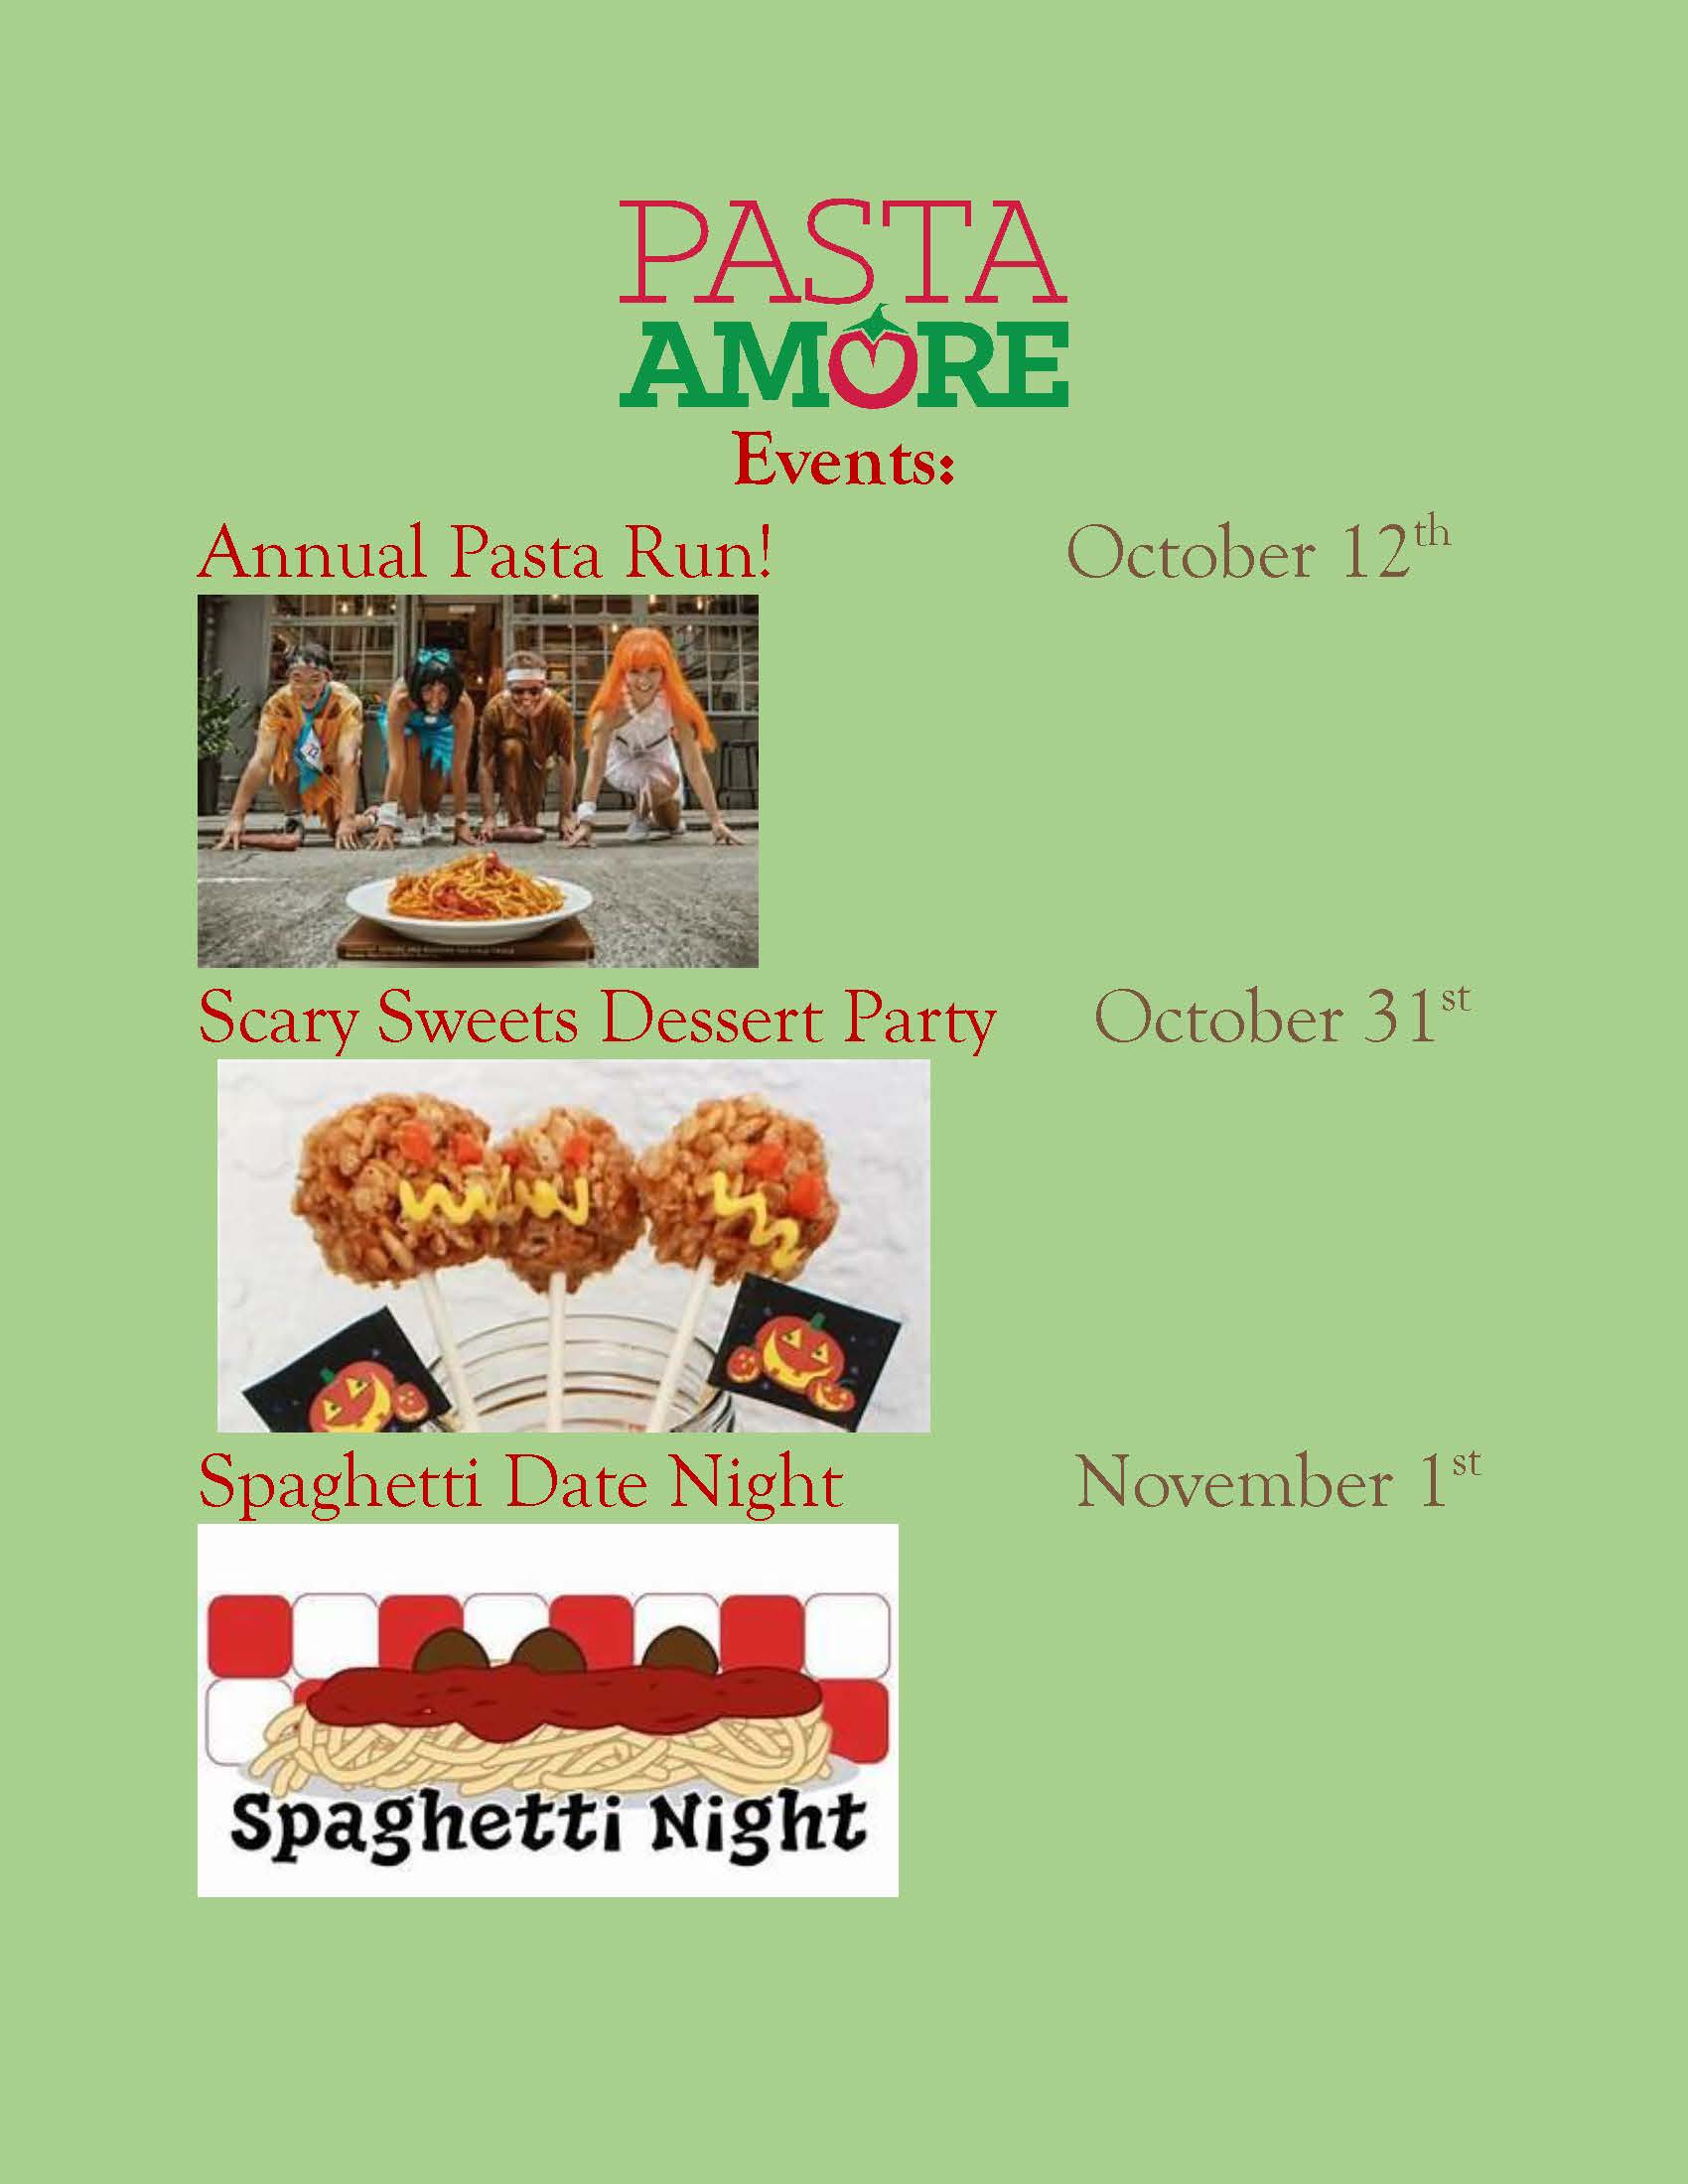 PASTA
AMORE
Events:
Annual Pasta Run! October 12th
Scary Sweets Dessert Party October 31st
Spaghetti Date Night November 1st
Spaghetti Night